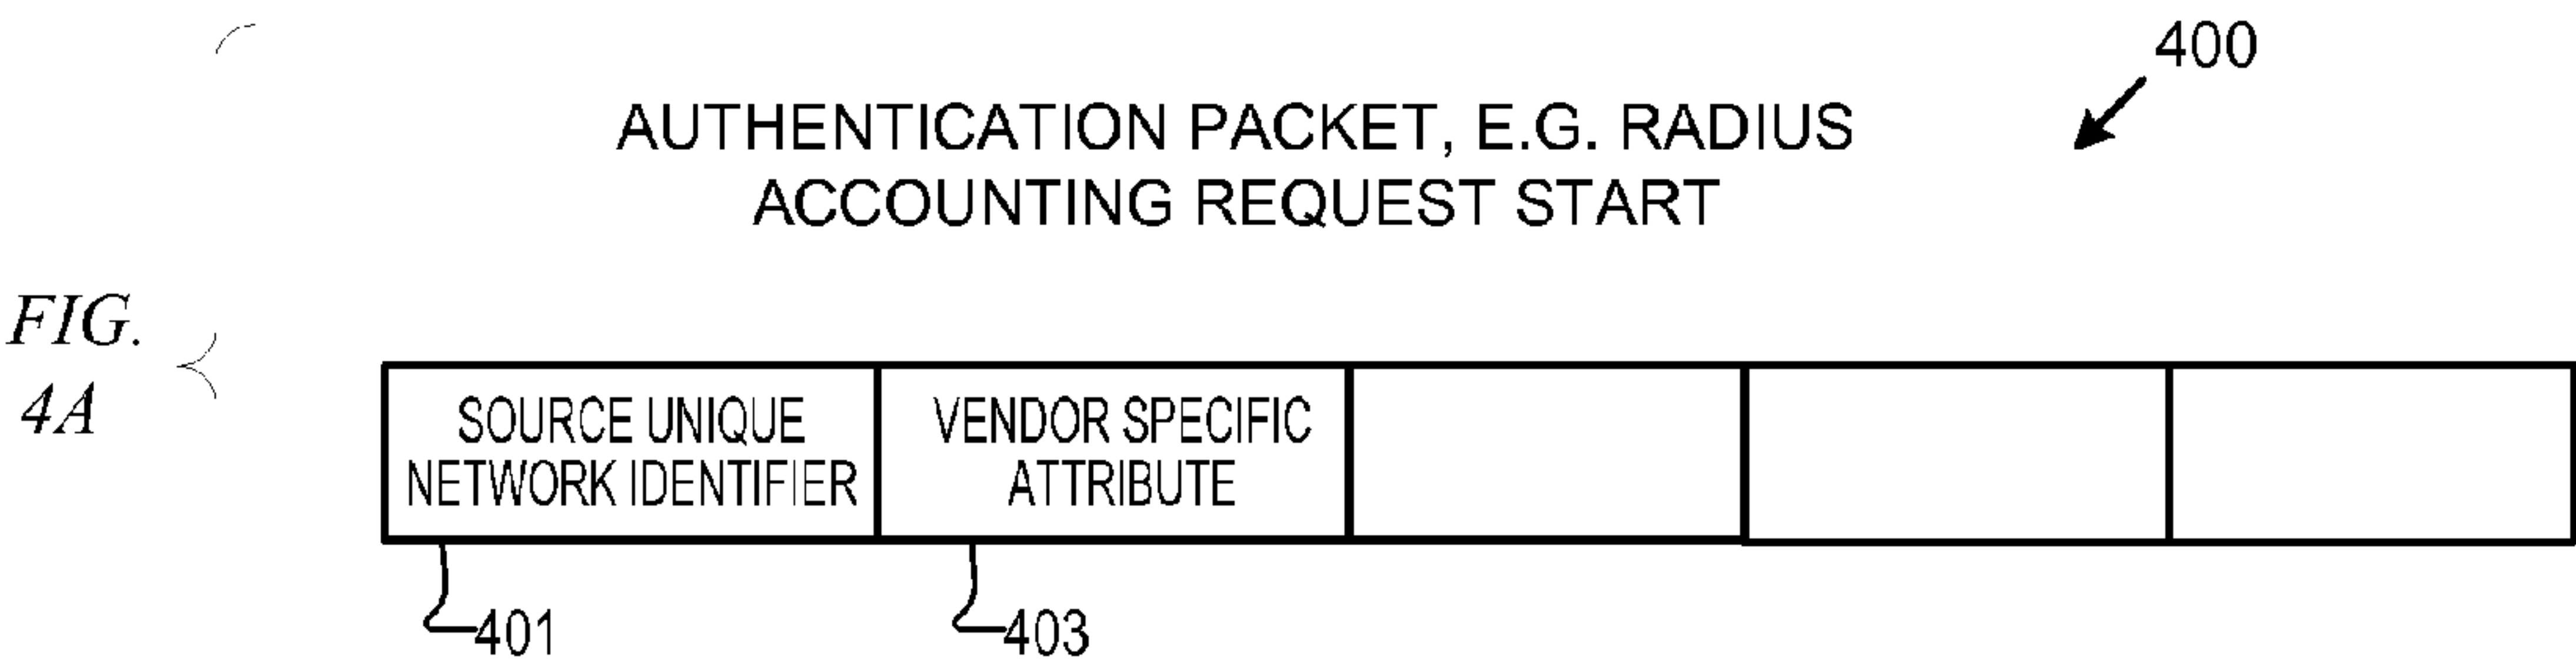 400
AUTHENTICATION PACKET, E.G. RADIUS
ACCOUNTING REQUEST START
FIG.
4A
SOURCE UNIQUE
NETWORK IDENTIFIER
VENDOR SPECIFIC
ATTRIBUTE
401
403